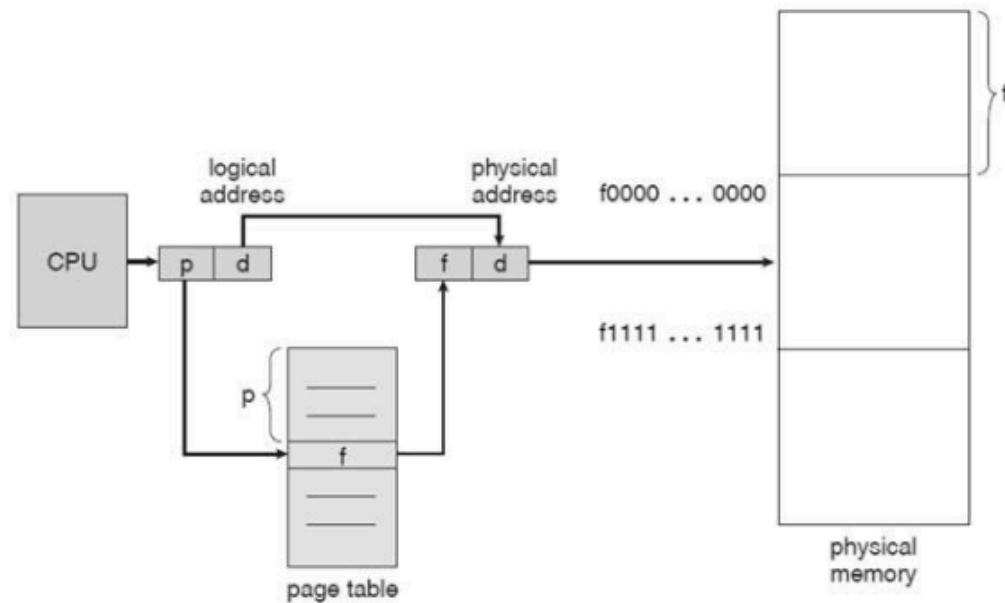 logical
address
physical
address
f
f0000 ... 0000
CPU
p
d
f
d
f1111 ... 1111
p
f
page table
physical
memory